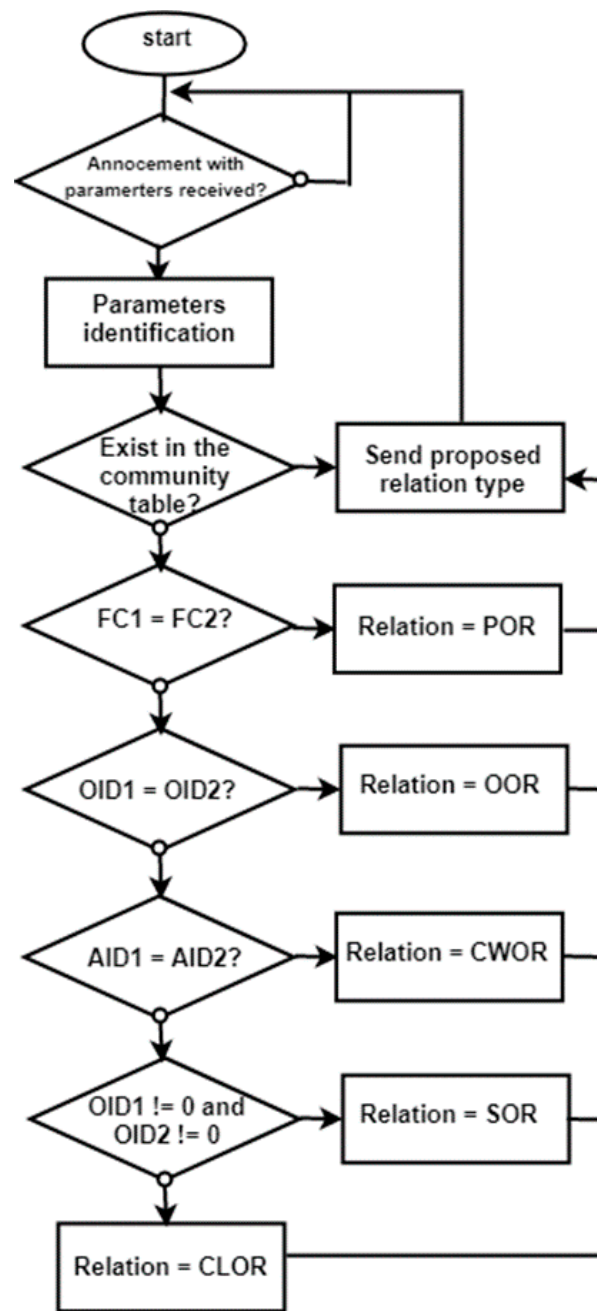 start
Annocement with
paramerters received?
Parameters
identification
Exist in the
community
table?
Send proposed
relation type
FC1 = FC2?
Relation = POR
OID1 = OID2?
Relation = OOR
AID1 = AID2?
Relation = CWOR
OID1 != 0 and
OID2 != 0
Relation = SOR
Relation = CLOR